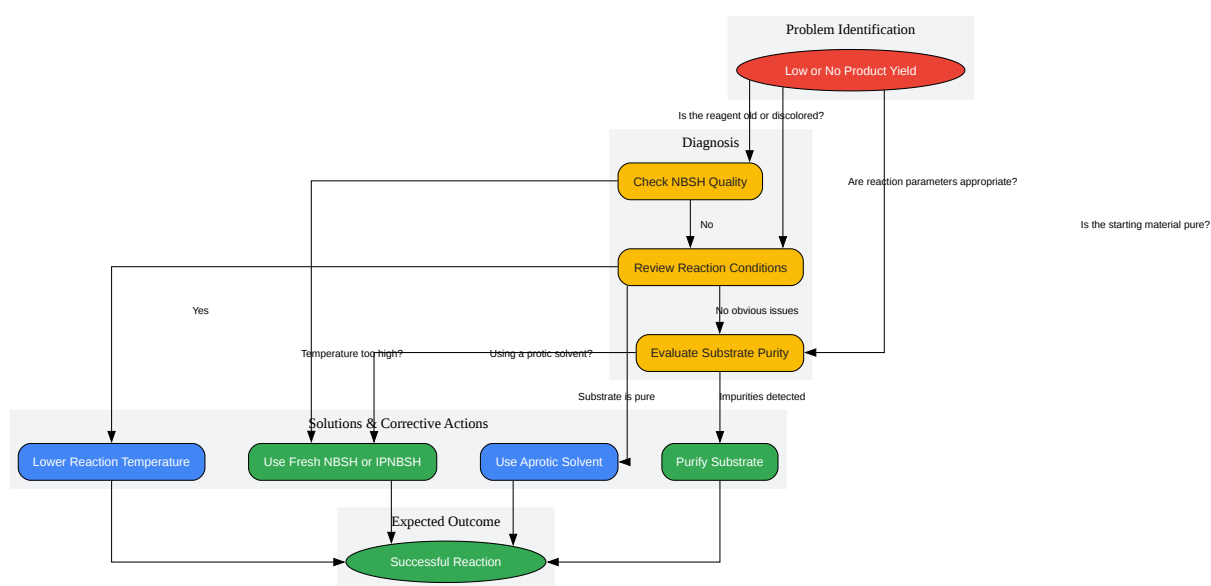 Problem Identification
Low or No Product Yield
Is the reagent old or discolored?
Diagnosis
Check NBSH Quality
Are reaction parameters appropriate?
No
Is the starting material pure?
Review Reaction Conditions
Yes
No obvious issues
Temperature too high?
Using a protic solvent?
Evaluate Substrate Purity
Substrate is pure
Impurities detected
Solutions & Corrective Actions
Lower Reaction Temperature
Use Fresh NBSH or IPNBSH
Use Aprotic Solvent
Purify Substrate
Expected Outcome
Successful Reaction